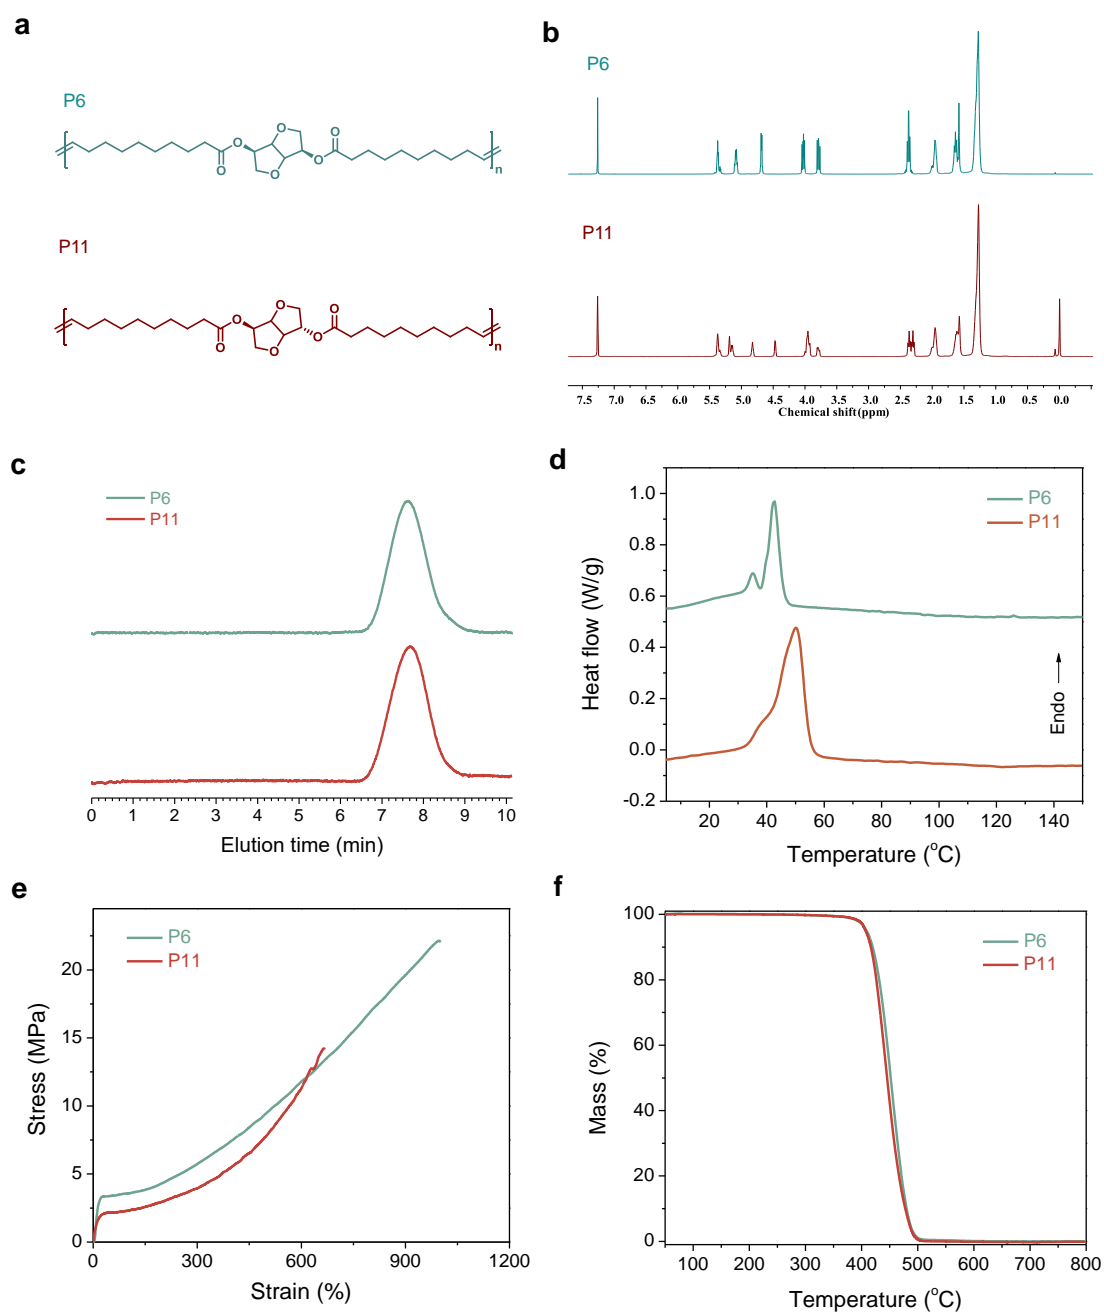 a
P6
O
O
O
O
O
O
n
P11
O
O
O
O
O
O
n
b
P6
P11
7.5 7.0 6.5 6.0 5.5 5.0 4.5 4.0 3.5 3.0 2.5 2.0 1.5 1.0 0.5 0.0
Chemical shift(ppm)
c
P6
P11
0 1 2 3 4 5 6 7 8 9 10
Elution time (min)
d
P6
P11
1.0
0.8
0.6
0.4
0.2
0.0
-0.2
Heat flow (W/g)
Endo
20 40 60 80 100 120 140
Temperature (°C)
e
P6
P11
20
15
10
5
0
Stress (MPa)
0 300 600 900 1200
Strain (%)
f
P6
P11
100
80
60
40
20
0
Mass (%)
100 200 300 400 500 600 700 800
Temperature (°C)